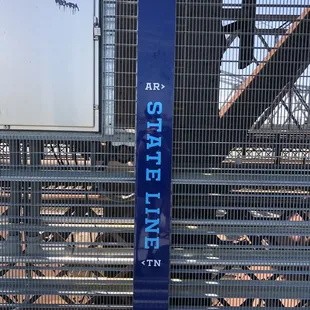 AR>
STATE LINE
<TN